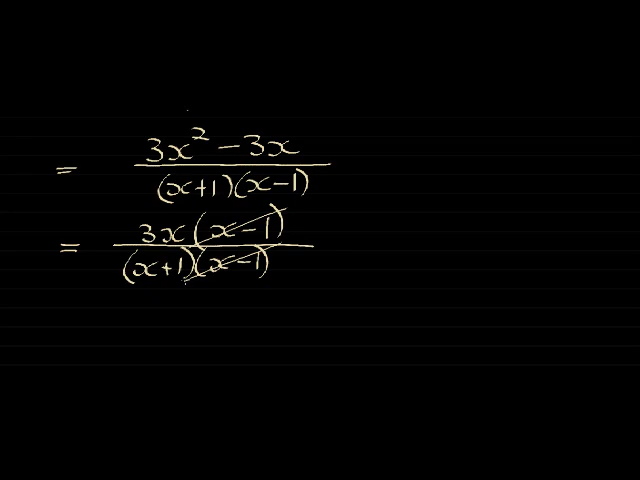 = 3x² - 3x / (x+1)(x-1)
= 3x(x-1) / (x+1)(x-1)